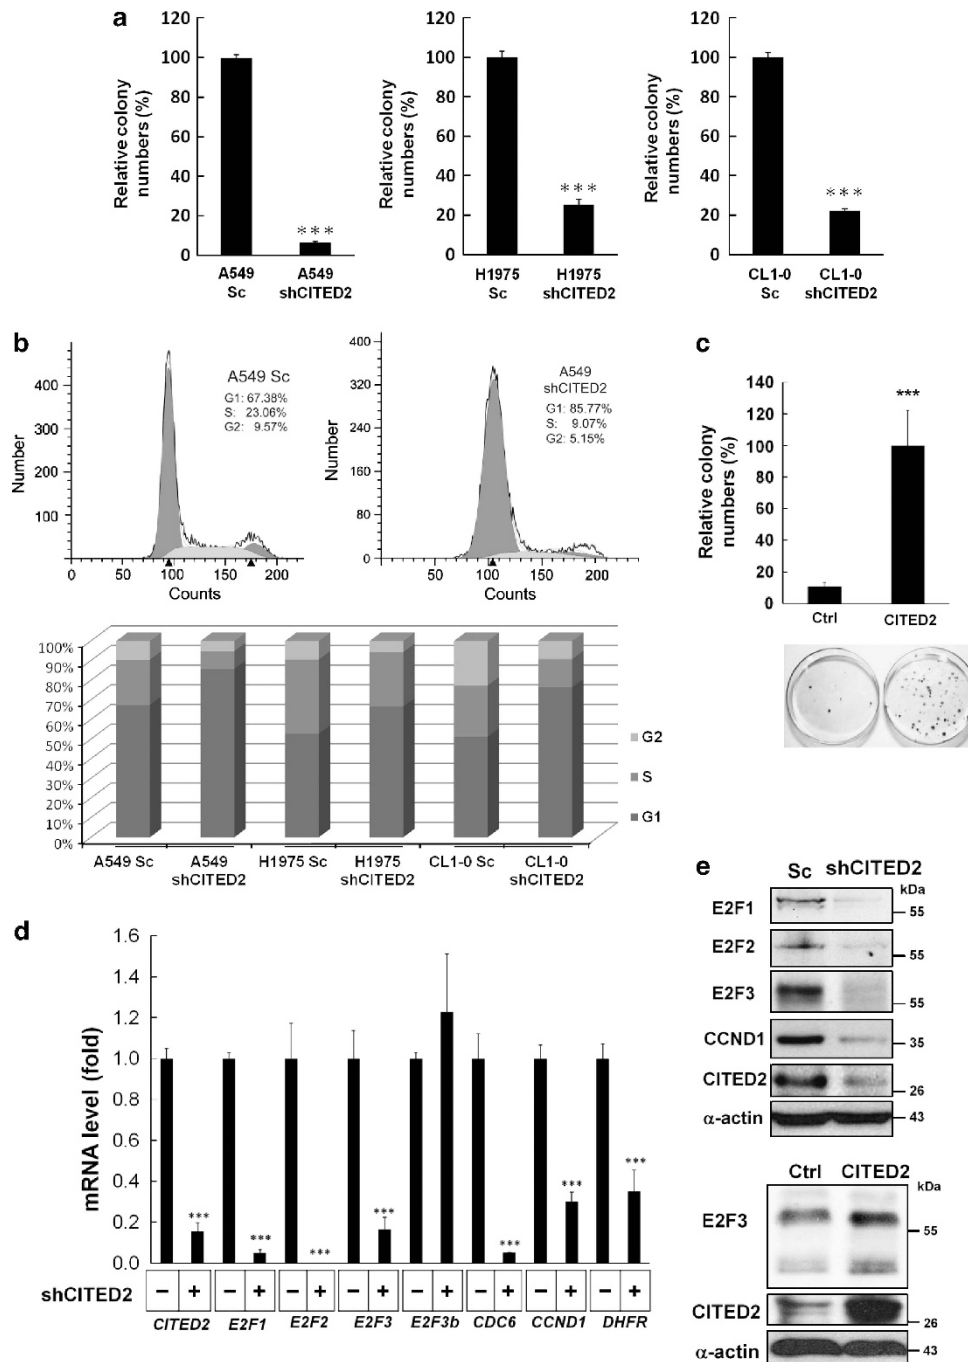 a
Relative colony numbers (%)
120
100
80
60
40
20
0
***
A549 Sc
A549 shCITED2
Relative colony numbers (%)
120
100
80
60
40
20
0
***
H1975 Sc
H1975 shCITED2
Relative colony numbers (%)
120
100
80
60
40
20
0
***
CL1-0 Sc
CL1-0 shCITED2
b
Number
400
300
200
100
A549 Sc
G1: 67.38%
S: 23.06%
G2: 9.57%
0 50 100 150 200
Counts
Number
400
320
240
160
80
0
A549
shCITED2
G1: 85.77%
S: 9.07%
G2: 5.15%
0 50 100 150 200
Counts
100%
90%
80%
70%
60%
50%
40%
30%
20%
10%
0%
A549 Sc
A549 shCITED2
H1975 Sc
H1975 shCITED2
CL1-0 Sc
CL1-0 shCITED2
G2
S
G1
c
Relative colony numbers (%)
140
120
100
80
60
40
20
0
***
Ctrl
CITED2
d
mRNA level (fold)
1.6
1.4
1.2
1.0
0.8
0.6
0.4
0.2
0.0
***
***
***
***
***
***
***
shCITED2
− + − + − + − + − + − + − + − +
CITED2 E2F1 E2F2 E2F3 E2F3b CDC6 CCND1 DHFR
e
Sc shCITED2
kDa
E2F1
55
E2F2
55
E2F3
55
CCND1
35
CITED2
26
α-actin
43
Ctrl CITED2
kDa
E2F3
55
CITED2
26
α-actin
43